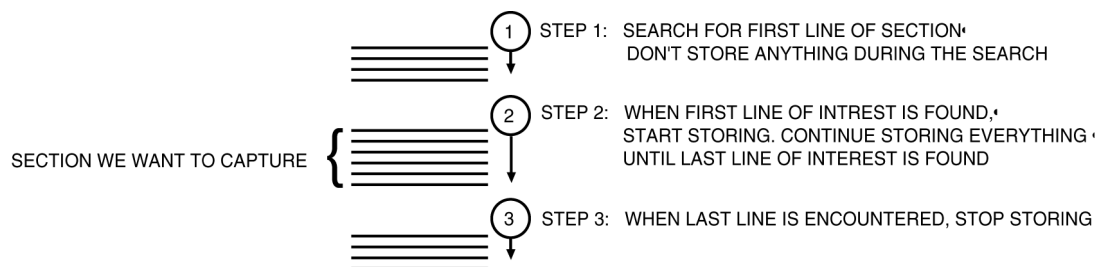 1 STEP 1: SEARCH FOR FIRST LINE OF SECTION
DON'T STORE ANYTHING DURING THE SEARCH
2 STEP 2: WHEN FIRST LINE OF INTREST IS FOUND,
START STORING. CONTINUE STORING EVERYTHING
UNTIL LAST LINE OF INTEREST IS FOUND
SECTION WE WANT TO CAPTURE
3 STEP 3: WHEN LAST LINE IS ENCOUNTERED, STOP STORING